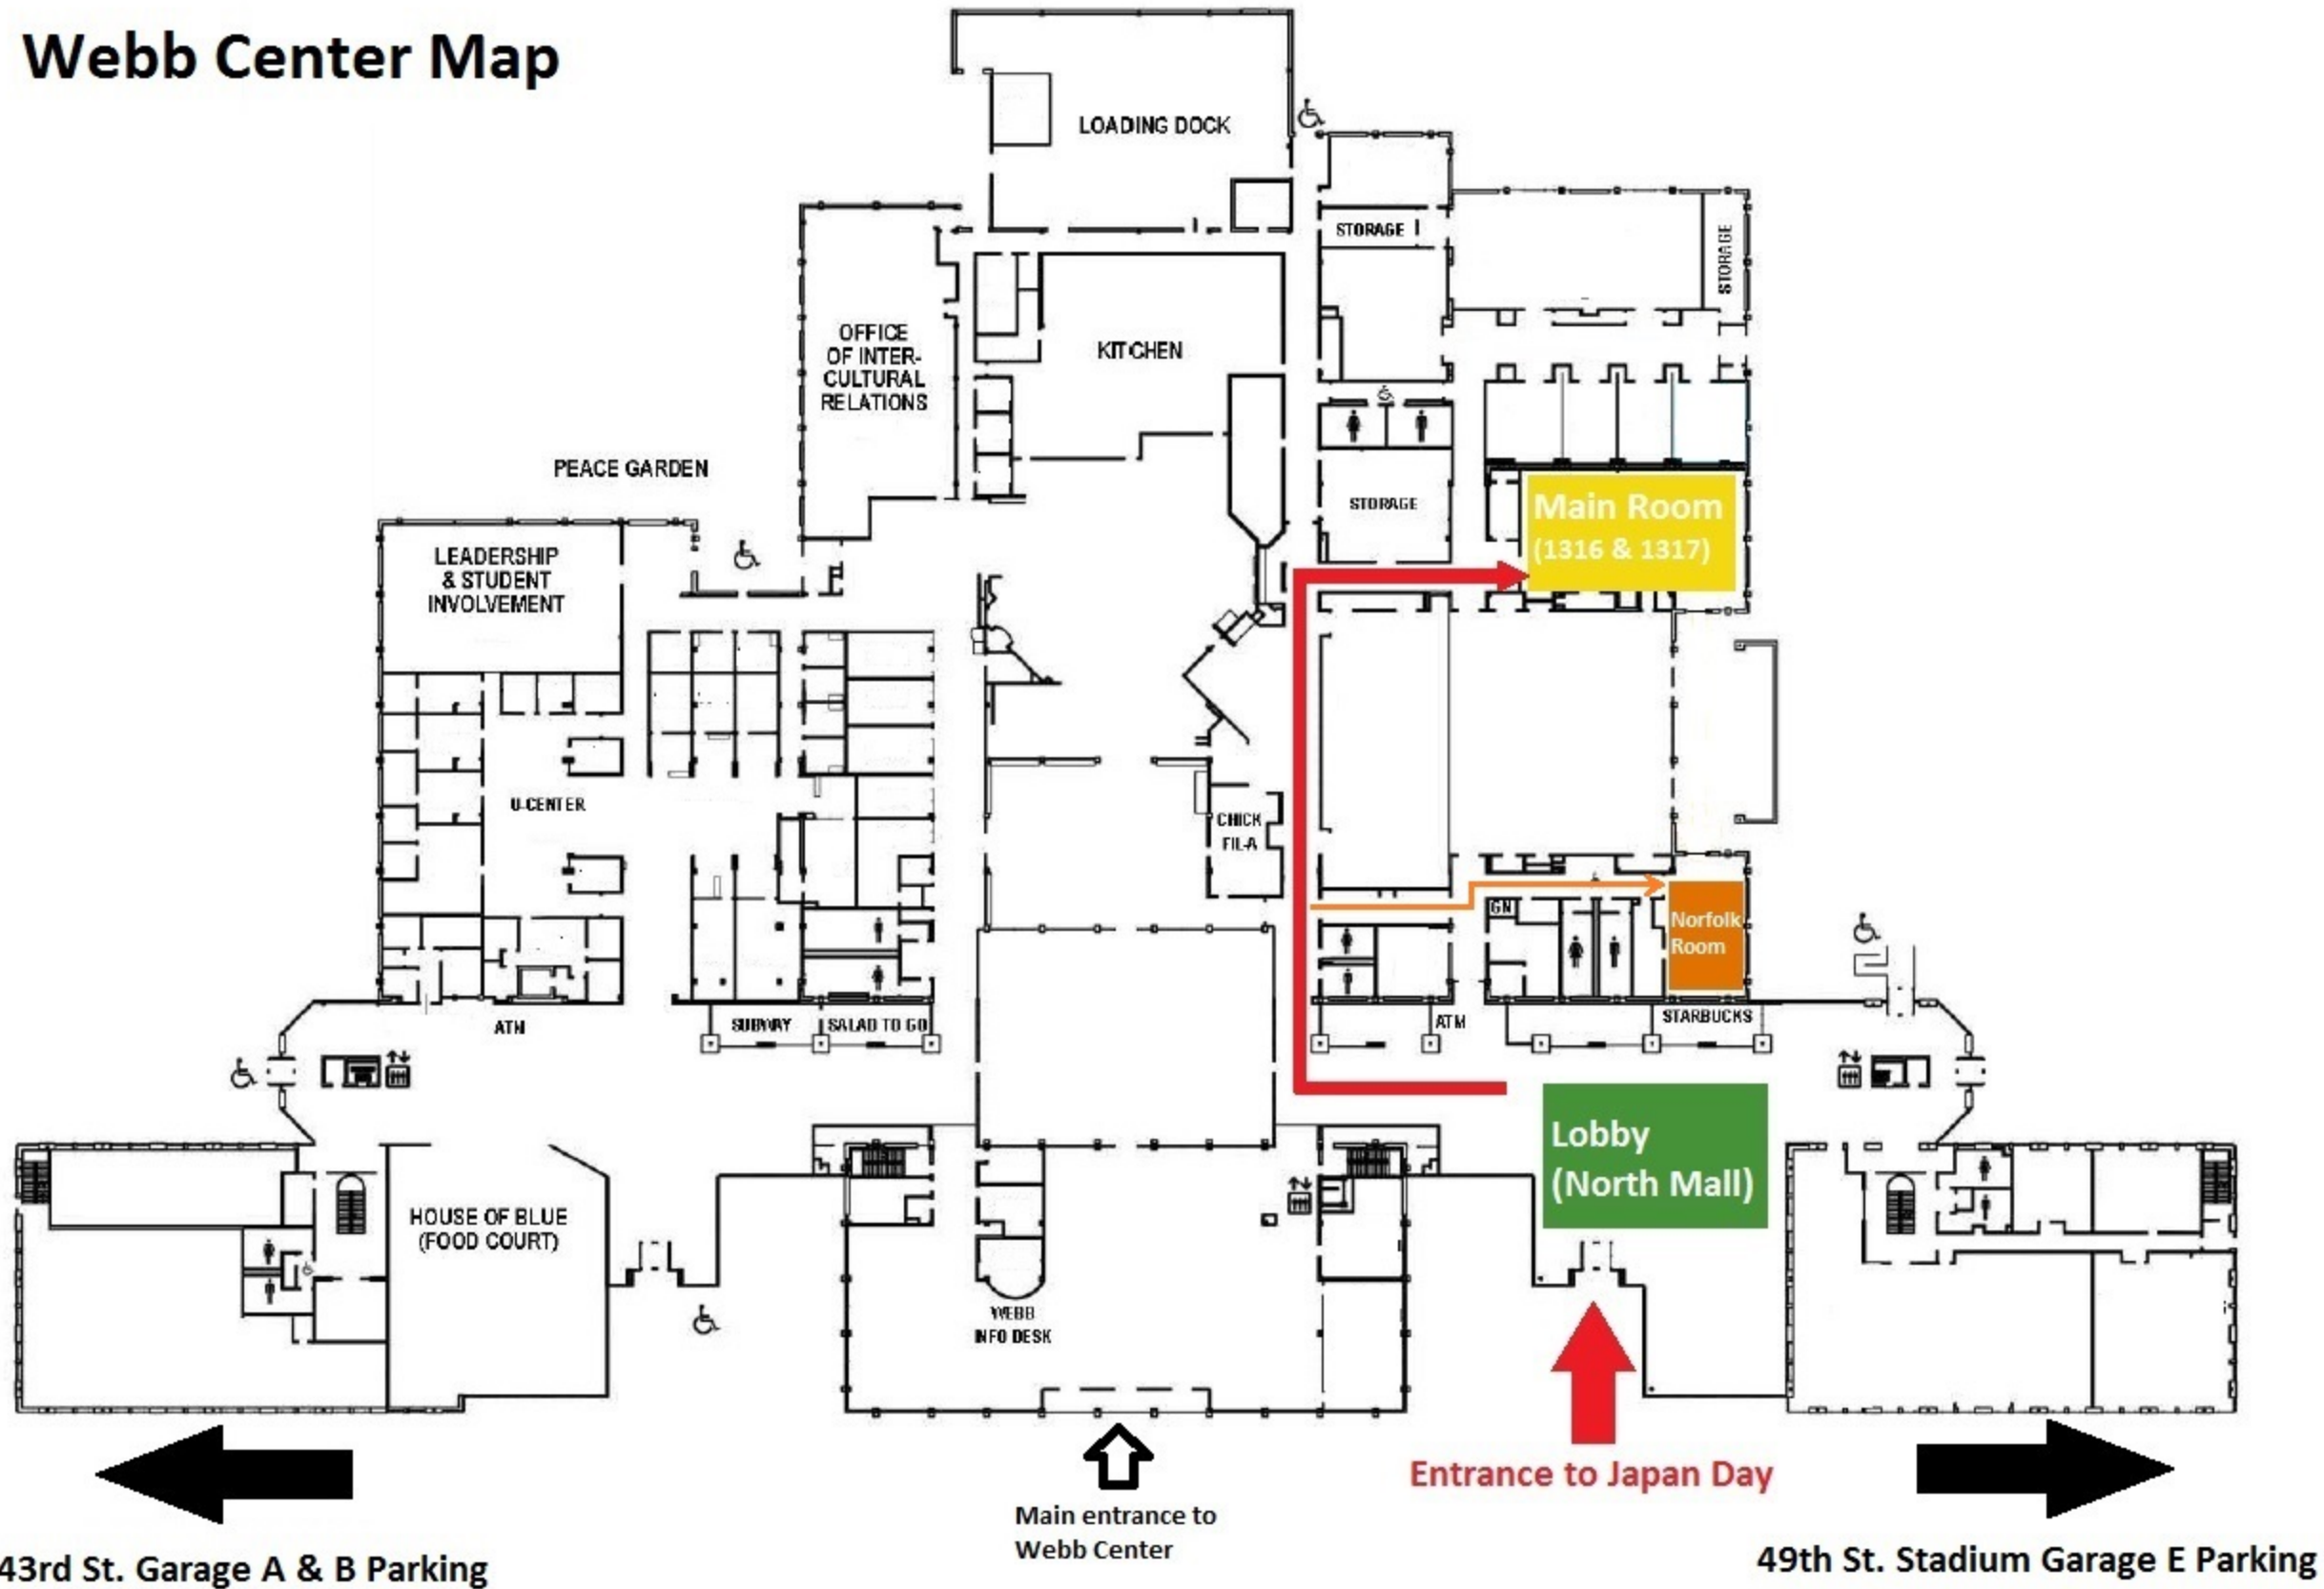 Webb Center Map
LOADING DOCK
STORAGE
STORAGE
OFFICE
OF INTER-
CULTURAL
RELATIONS
KITCHEN
PEACE GARDEN
STORAGE
Main Room
(1316 & 1317)
LEADERSHIP
& STUDENT
INVOLVEMENT
U-CENTER
CHICK
FIL-A
GN
Norfolk
Room
ATM
SUBWAY
SALAD TO GO
ATM
STARBUCKS
Lobby
(North Mall)
HOUSE OF BLUE
(FOOD COURT)
WEBB
INFO DESK
Entrance to Japan Day
Main entrance to
Webb Center
43rd St. Garage A & B Parking
49th St. Stadium Garage E Parking